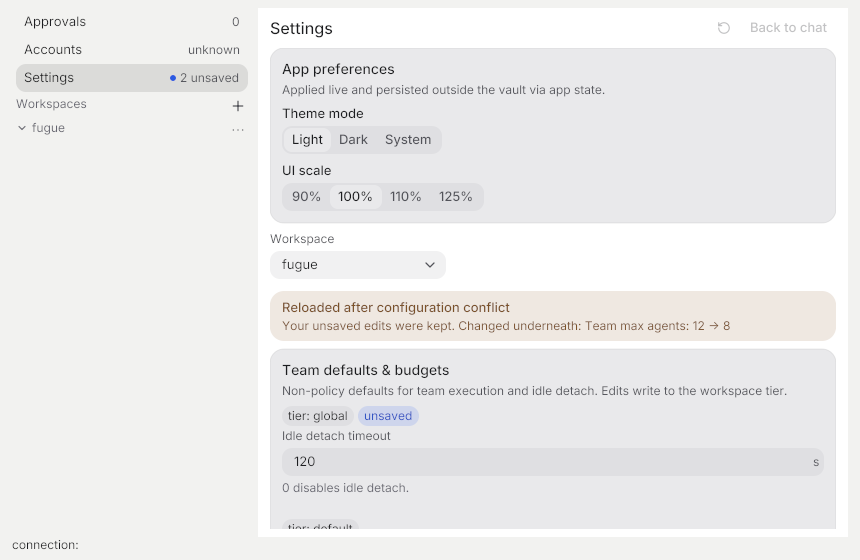 Approvals 0
Accounts unknown
Settings 2 unsaved
Workspaces +
fugue ...
connection:
Settings Back to chat
App preferences
Applied live and persisted outside the vault via app state.
Theme mode
Light Dark System
UI scale
90% 100% 110% 125%
Workspace
fugue
Reloaded after configuration conflict
Your unsaved edits were kept. Changed underneath: Team max agents: 12 → 8
Team defaults & budgets
Non-policy defaults for team execution and idle detach. Edits write to the workspace tier.
tier: global unsaved
Idle detach timeout
120 s
0 disables idle detach.
tier: default